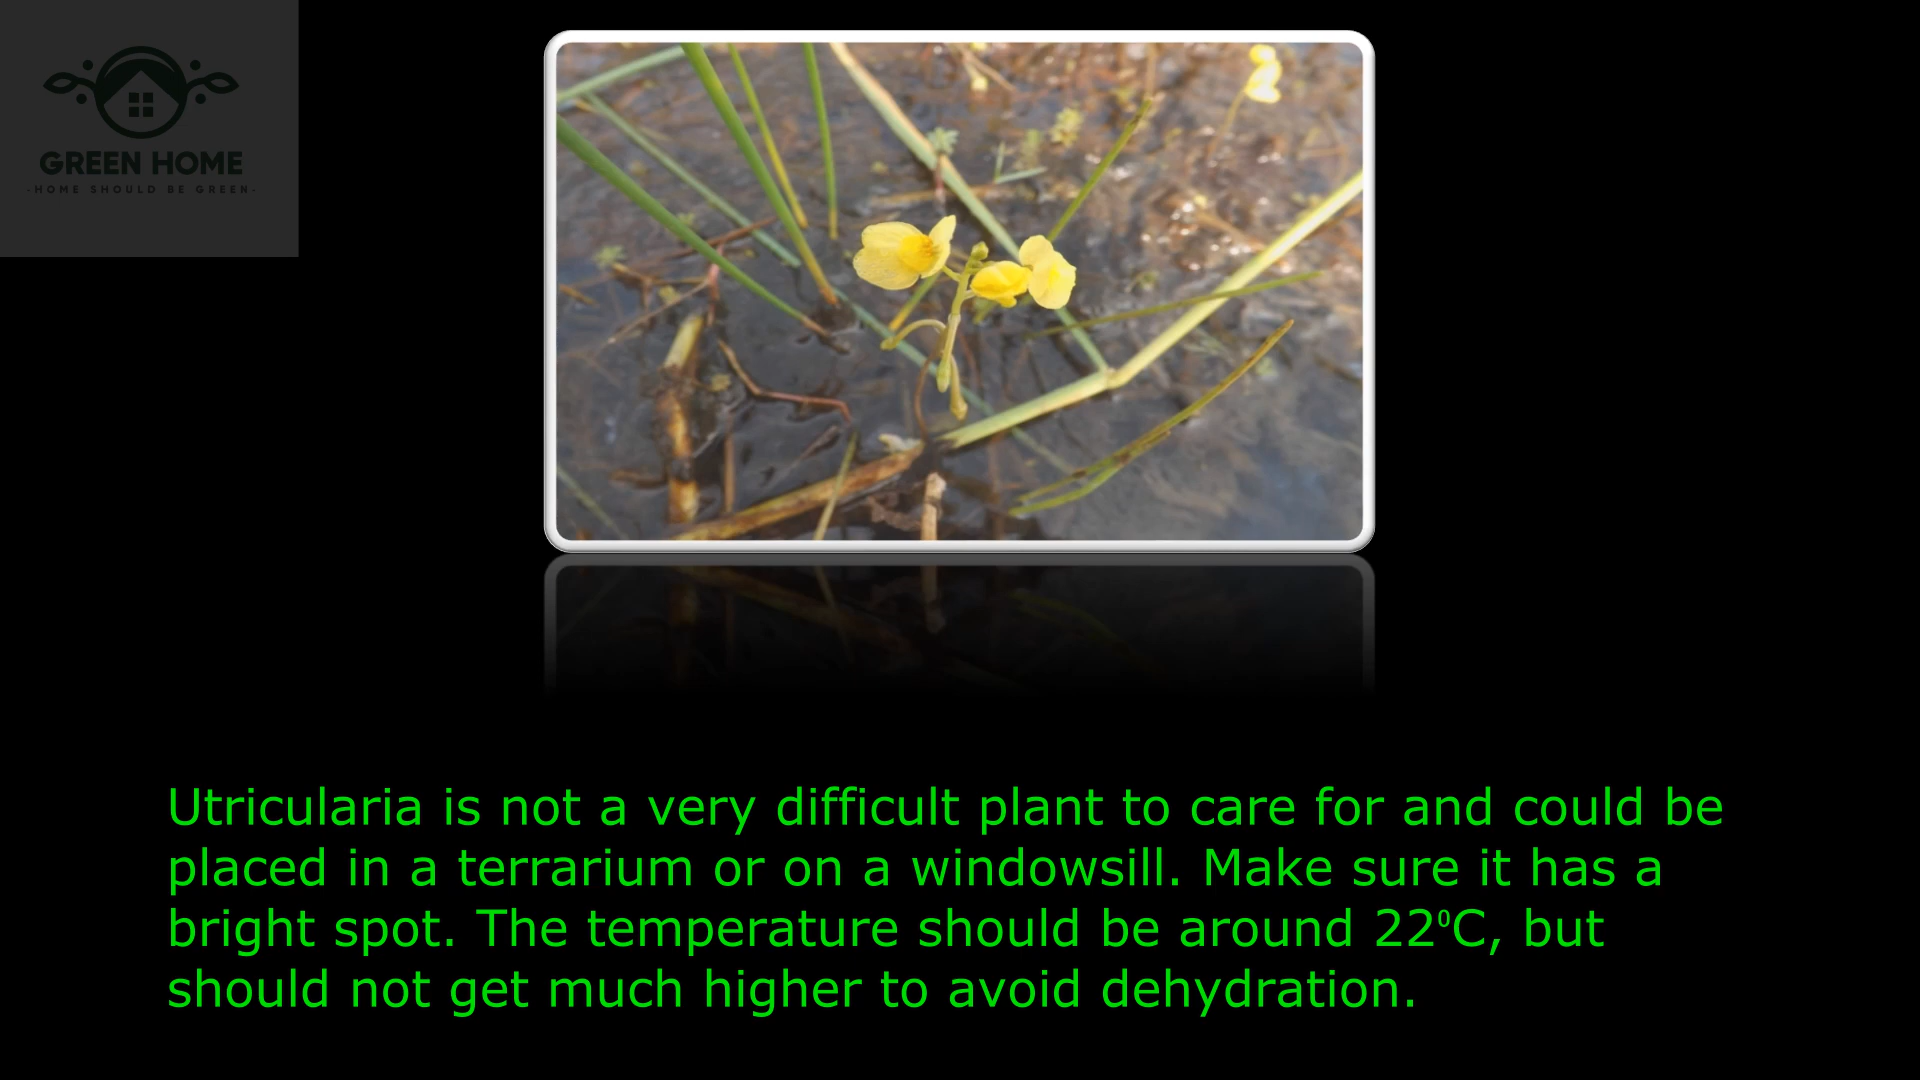 GREEN HOME
-HOME SHOULD BE GREEN-
Utricularia is not a very difficult plant to care for and could be
placed in a terrarium or on a windowsill. Make sure it has a
bright spot. The temperature should be around 22⁰C, but
should not get much higher to avoid dehydration.